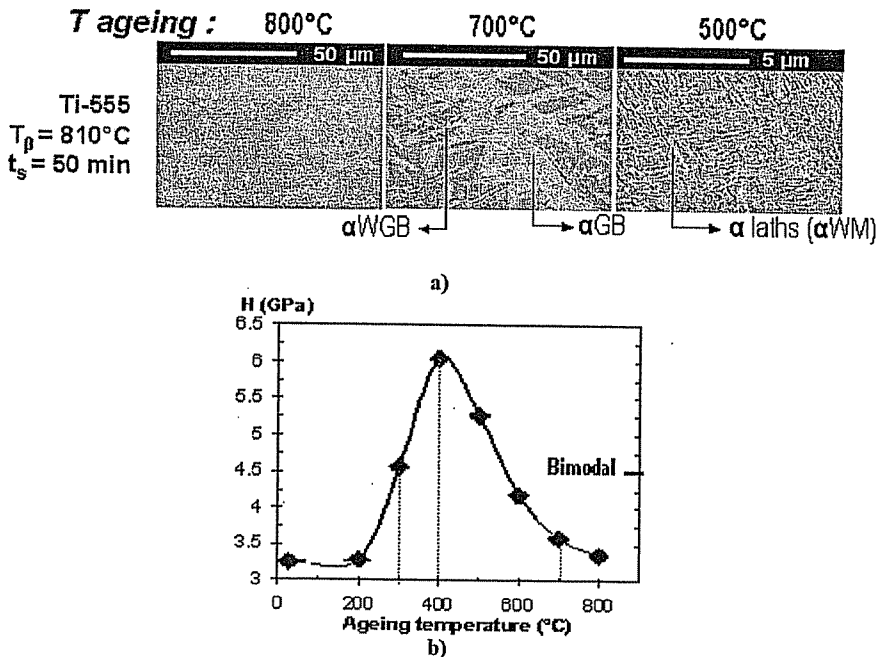 T ageing : 800°C 700°C 500°C
50 µm 50 µm 5 µm
Ti-555
Tβ = 810°C
ts = 50 min
αWGB αGB α laths (αWM)
a)
H (GPa)
6.5
6
5.5
5
4.5
4
3.5
3
Bimodal
0 200 400 600 800
Ageing temperature (°C)
b)